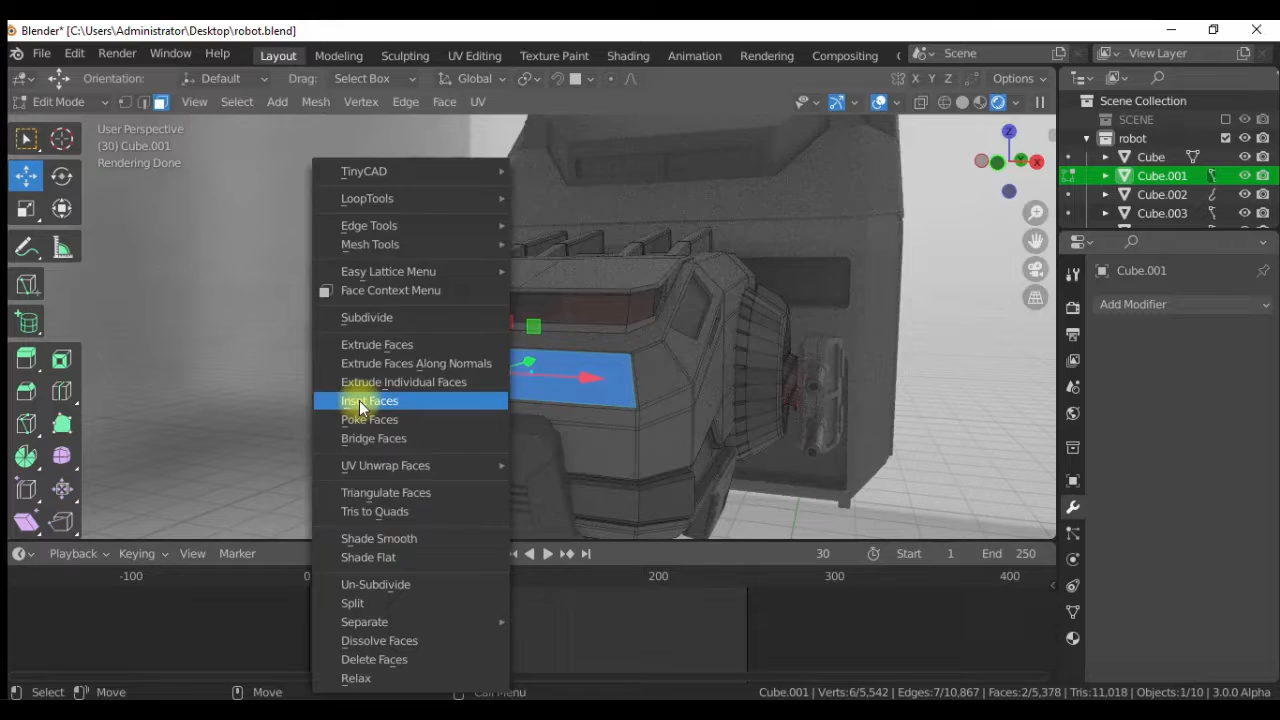 Blender* [C:\Users\Administrator\Desktop\robot.blend]
File Edit Render Window Help Layout Modeling Sculpting UV Editing Texture Paint Shading Animation Rendering Compositing Scene View Layer
Orientation: Default Drag: Select Box Global X Y Z Options
Edit Mode View Select Add Mesh Vertex Edge Face UV
Scene Collection
SCENE
robot
Cube
Cube.001
Cube.002
Cube.003
User Perspective
(30) Cube.001
Rendering Done
Z
Y
X
TinyCAD
LoopTools
Edge Tools
Mesh Tools
Easy Lattice Menu
Face Context Menu
Subdivide
Extrude Faces
Extrude Faces Along Normals
Extrude Individual Faces
Inset Faces
Poke Faces
Bridge Faces
UV Unwrap Faces
Triangulate Faces
Tris to Quads
Shade Smooth
Shade Flat
Un-Subdivide
Split
Separate
Dissolve Faces
Delete Faces
Relax
Cube.001
Add Modifier
Playback Keying View Marker 30 Start 1 End 250
-100 0 200 300 400
Select Move Move Call Menu Cube.001 | Verts:6/5,542 | Edges:7/10,867 | Faces:2/5,378 | Tris:11,018 | Objects:1/10 | 3.0.0 Alpha